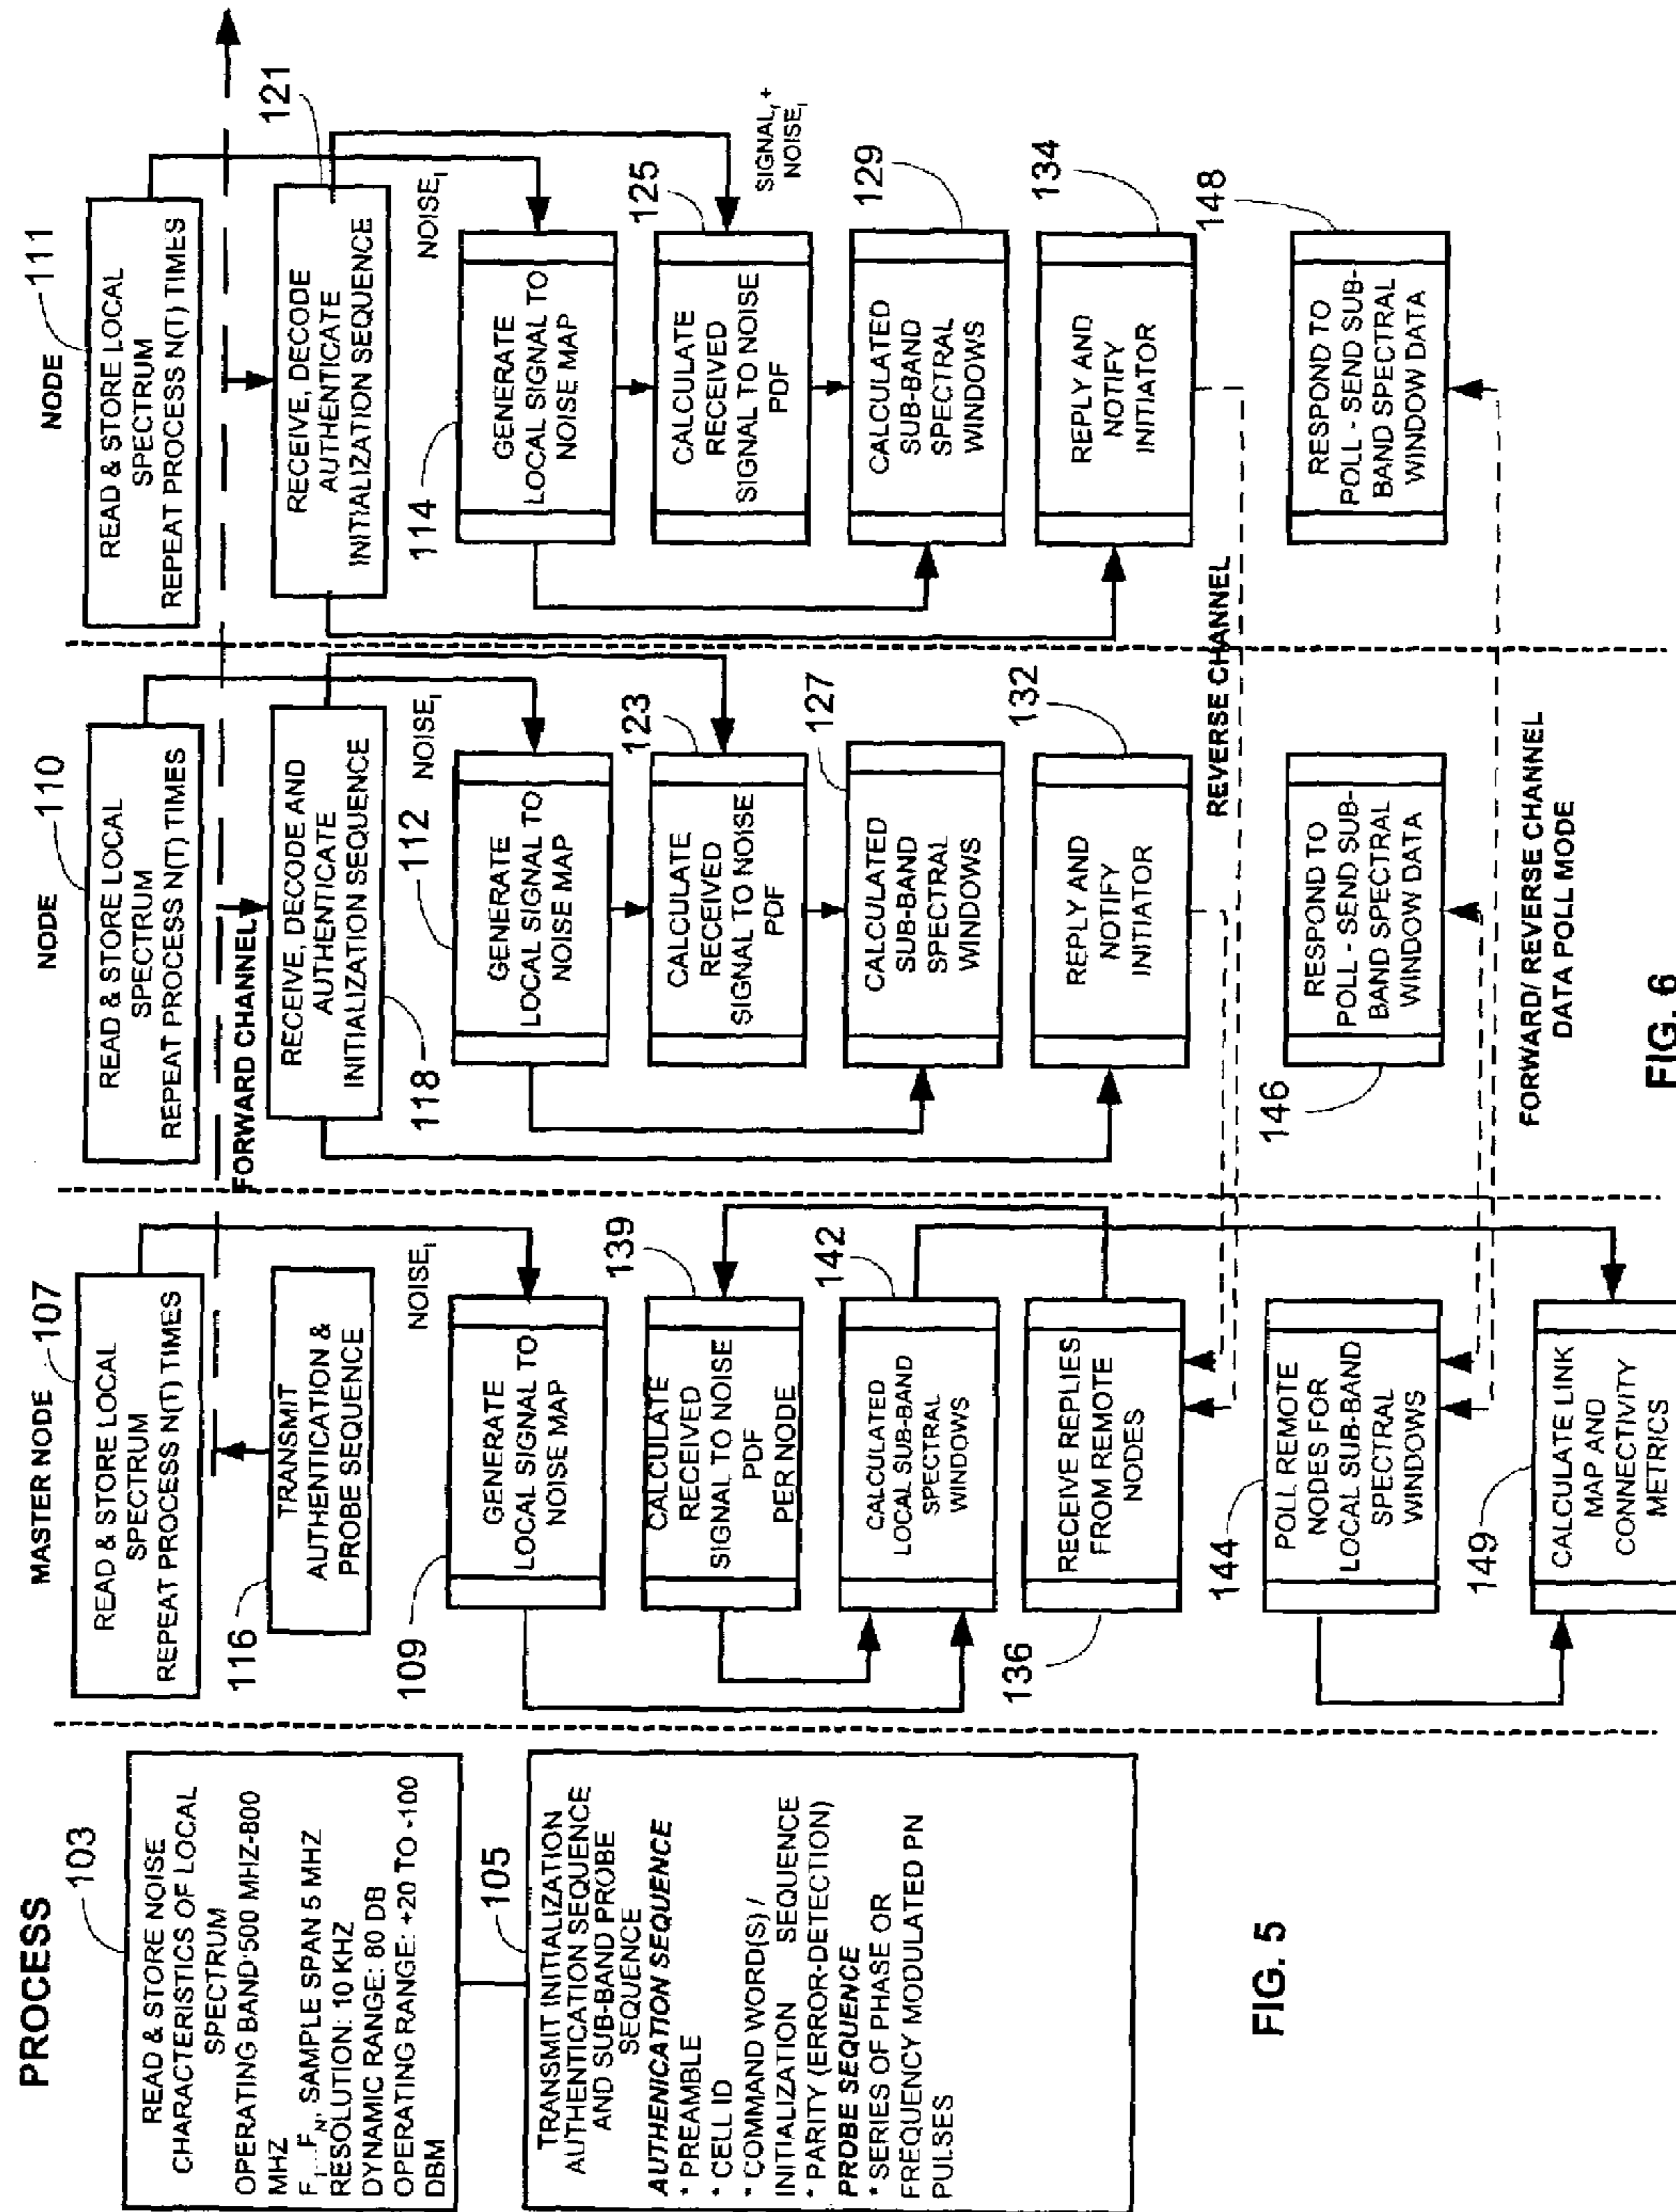 PROCESS
103
READ & STORE NOISE
CHARACTERISTICS OF LOCAL
SPECTRUM
OPERATING BAND:500 MHZ-800
MHZ
F₁...F_N, SAMPLE SPAN 5 MHZ
RESOLUTION: 10 KHZ
DYNAMIC RANGE: 80 DB
OPERATING RANGE: +20 TO -100
DBM
105
TRANSMIT INITIALIZATION
AUTHENTICATION SEQUENCE
AND SUB-BAND PROBE
SEQUENCE
AUTHENICATION SEQUENCE
* PREAMBLE
* CELL ID
* COMMAND WORD(S) /
INITIALIZATION SEQUENCE
* PARITY (ERROR-DETECTION)
PROBE SEQUENCE
* SERIES OF PHASE OR
FREQUENCY MODULATED PN
PULSES
FIG. 5
MASTER NODE
107
READ & STORE LOCAL
SPECTRUM
REPEAT PROCESS N(T) TIMES
116
TRANSMIT
AUTHENTICATION &
PROBE SEQUENCE
NOISE₁
109
GENERATE
LOCAL SIGNAL TO
NOISE MAP
139
CALCULATE
RECEIVED
SIGNAL TO NOISE
PDF
PER NODE
142
CALCULATED
LOCAL SUB-BAND
SPECTRAL
WINDOWS
136
RECEIVE REPLIES
FROM REMOTE
NODES
144
POLL REMOTE
NODES FOR
LOCAL SUB-BAND
SPECTRAL
WINDOWS
149
CALCULATE LINK
MAP AND
CONNECTIVITY
METRICS
NODE
110
READ & STORE LOCAL
SPECTRUM
REPEAT PROCESS N(T) TIMES
FORWARD CHANNEL
118
RECEIVE, DECODE AND
AUTHENTICATE
INITIALIZATION SEQUENCE
112
NOISE₁
GENERATE
LOCAL SIGNAL TO
NOISE MAP
123
CALCULATE
RECEIVED
SIGNAL TO NOISE
PDF
127
CALCULATED
SUB-BAND
SPECTRAL
WINDOWS
132
REPLY AND
NOTIFY
INITIATOR
REVERSE CHANNEL
146
RESPOND TO
POLL - SEND SUB-
BAND SPECTRAL
WINDOW DATA
FORWARD/ REVERSE CHANNEL
DATA POLL MODE
NODE
111
READ & STORE LOCAL
SPECTRUM
REPEAT PROCESS N(T) TIMES
121
RECEIVE, DECODE
AUTHENTICATE
INITIALIZATION SEQUENCE
114
NOISE₁
GENERATE
LOCAL SIGNAL TO
NOISE MAP
125
CALCULATE
RECEIVED
SIGNAL TO NOISE
PDF
SIGNAL₁ +
NOISE₁
129
CALCULATED
SUB-BAND
SPECTRAL
WINDOWS
134
REPLY AND
NOTIFY
INITIATOR
148
RESPOND TO
POLL - SEND SUB-
BAND SPECTRAL
WINDOW DATA
FIG. 6